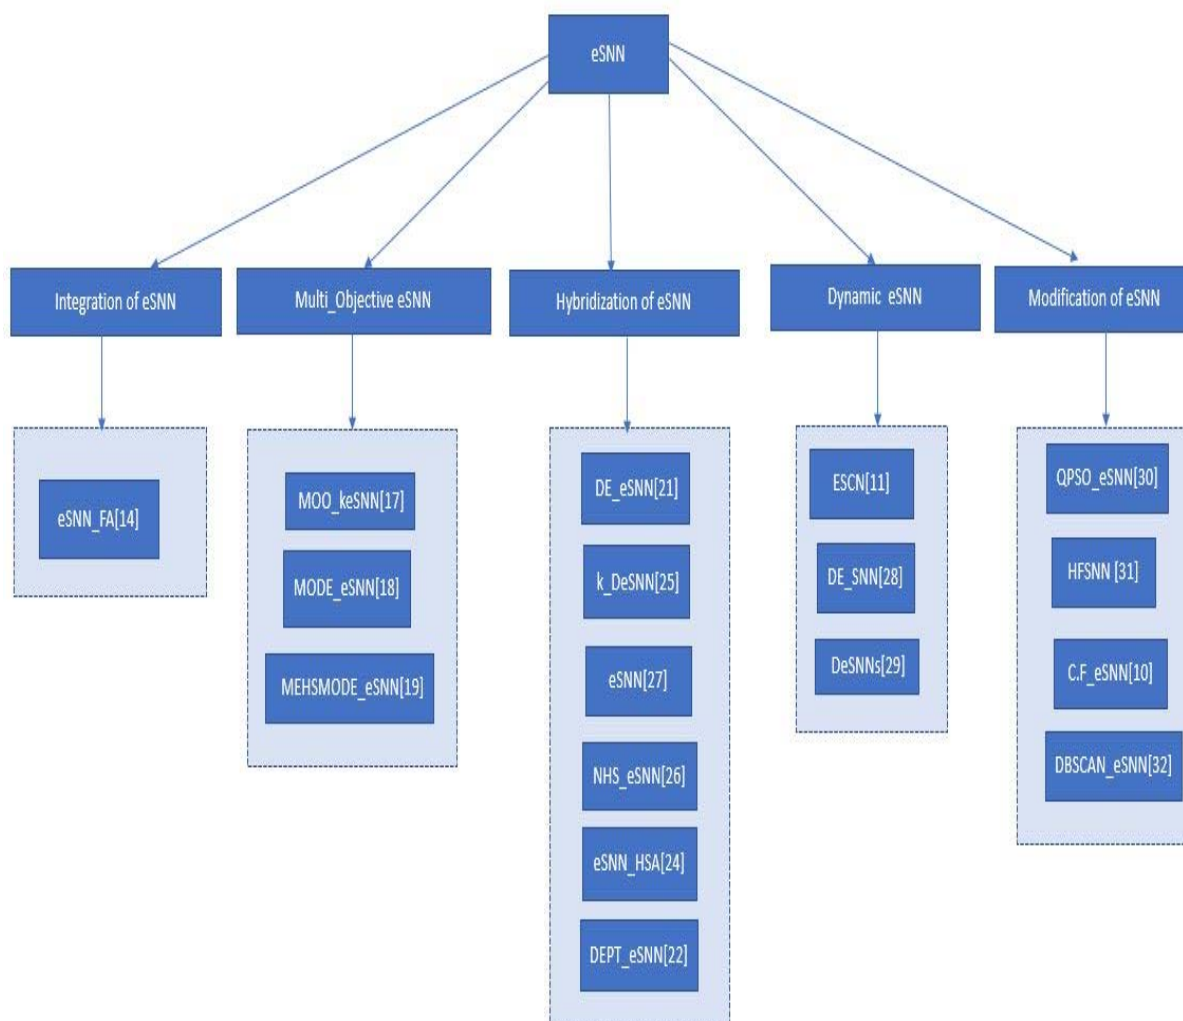 eSNN
Integration of eSNN
Multi_Objective eSNN
Hybridization of eSNN
Dynamic eSNN
Modification of eSNN
eSNN_FA[14]
MOO_keSNN[17]
MODE_eSNN[18]
MEHSMODE_eSNN[19]
DE_eSNN[21]
k_DeSNN[25]
eSNN[27]
NHS_eSNN[26]
eSNN_HSA[24]
DEPT_eSNN[22]
ESCN[11]
DE_SNN[28]
DeSNNs[29]
QPSO_eSNN[30]
HFSNN [31]
C.F_eSNN[10]
DBSCAN_eSNN[32]